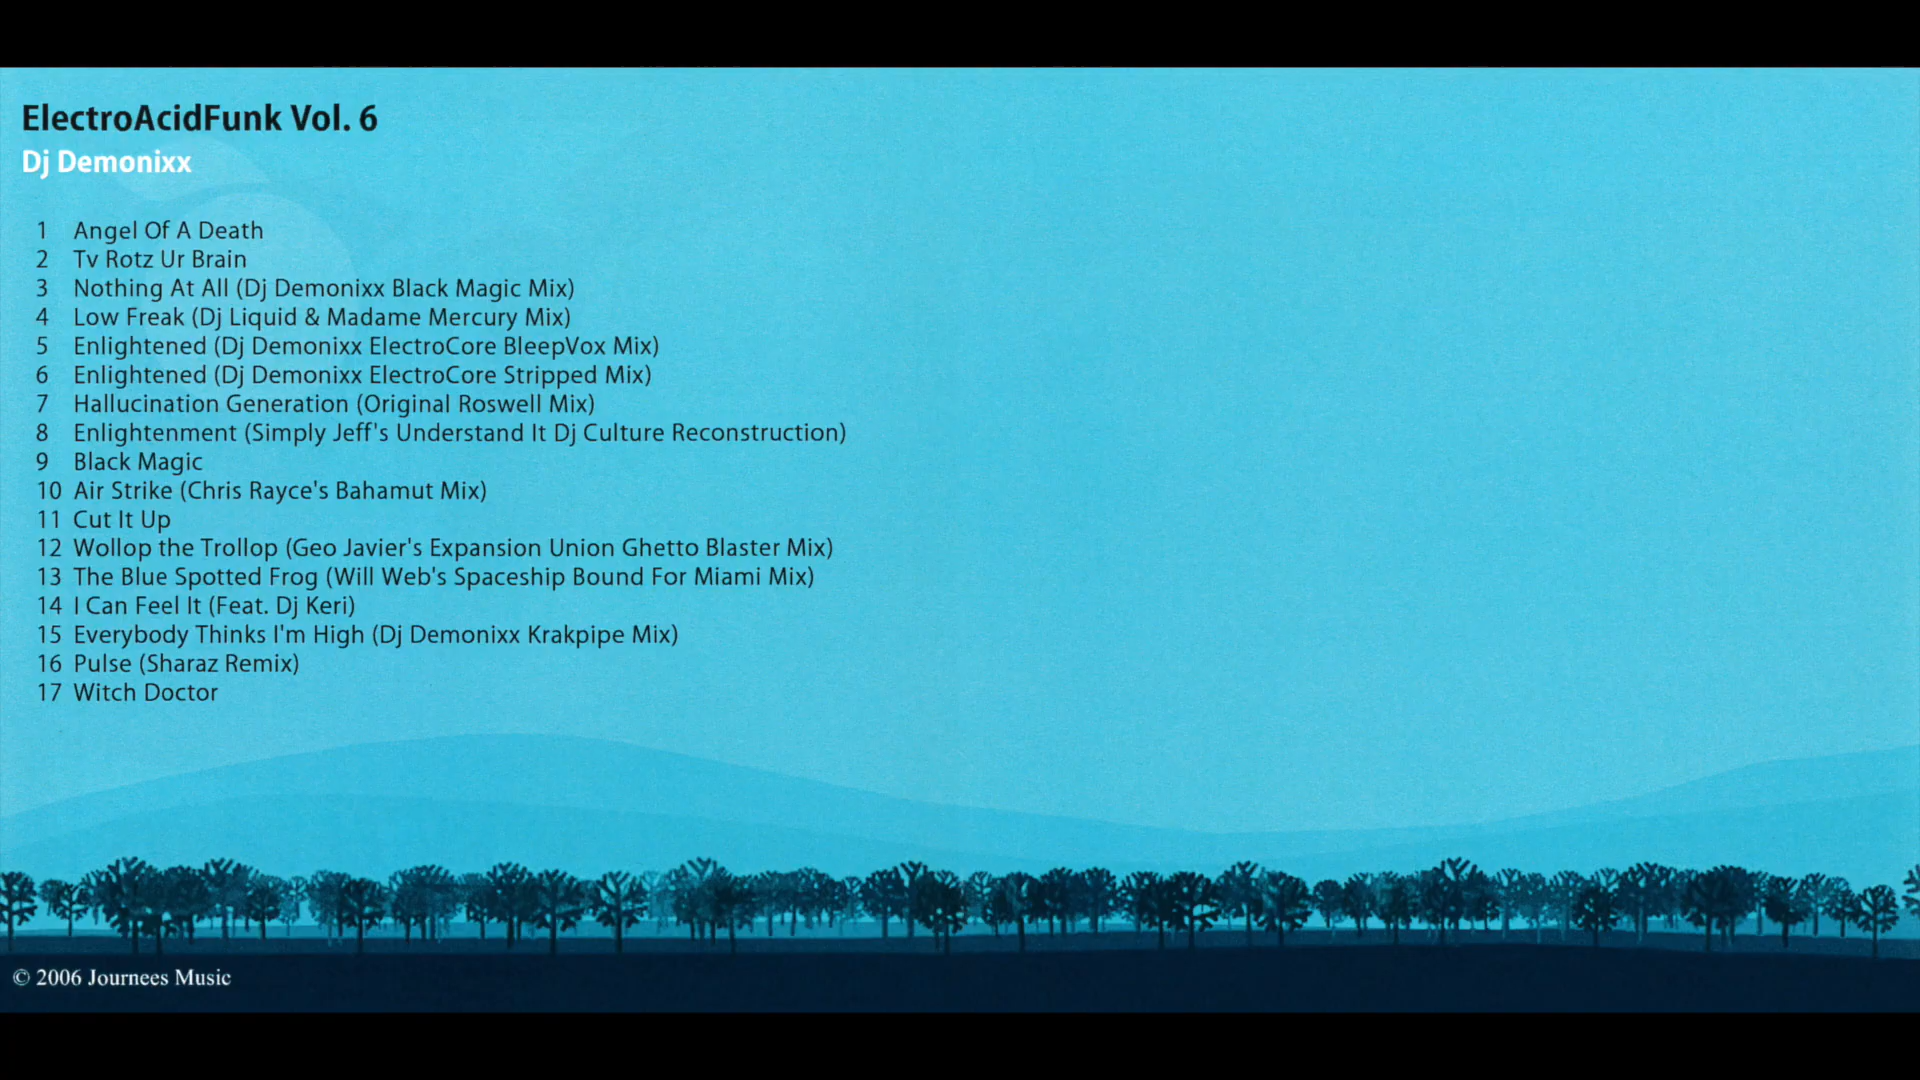 ElectroAcidFunk Vol. 6
Dj Demonixx
1 Angel Of A Death
2 Tv Rotz Ur Brain
3 Nothing At All (Dj Demonixx Black Magic Mix)
4 Low Freak (Dj Liquid & Madame Mercury Mix)
5 Enlightened (Dj Demonixx ElectroCore BleepVox Mix)
6 Enlightened (Dj Demonixx ElectroCore Stripped Mix)
7 Hallucination Generation (Original Roswell Mix)
8 Enlightenment (Simply Jeff's Understand It Dj Culture Reconstruction)
9 Black Magic
10 Air Strike (Chris Rayce's Bahamut Mix)
11 Cut It Up
12 Wollop the Trollop (Geo Javier's Expansion Union Ghetto Blaster Mix)
13 The Blue Spotted Frog (Will Web's Spaceship Bound For Miami Mix)
14 I Can Feel It (Feat. Dj Keri)
15 Everybody Thinks I'm High (Dj Demonixx Krakpipe Mix)
16 Pulse (Sharaz Remix)
17 Witch Doctor
© 2006 Journees Music